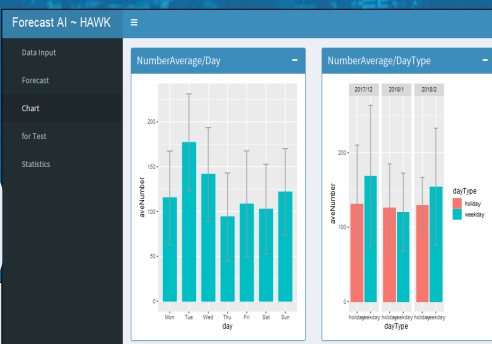 Forecast AI ~ HAWK
Data Input
Forecast
Chart
for Test
Statistics
NumberAverage/Day
aveNumber
200
150
100
50
0
Mon Tue Wed Thu Fri Sat Sun
day
NumberAverage/DayType
2017/12 2018/1 2018/2
aveNumber
200
100
0
holidayweekday holidayweekday holidayweekday
dayType
dayType
holiday
weekday